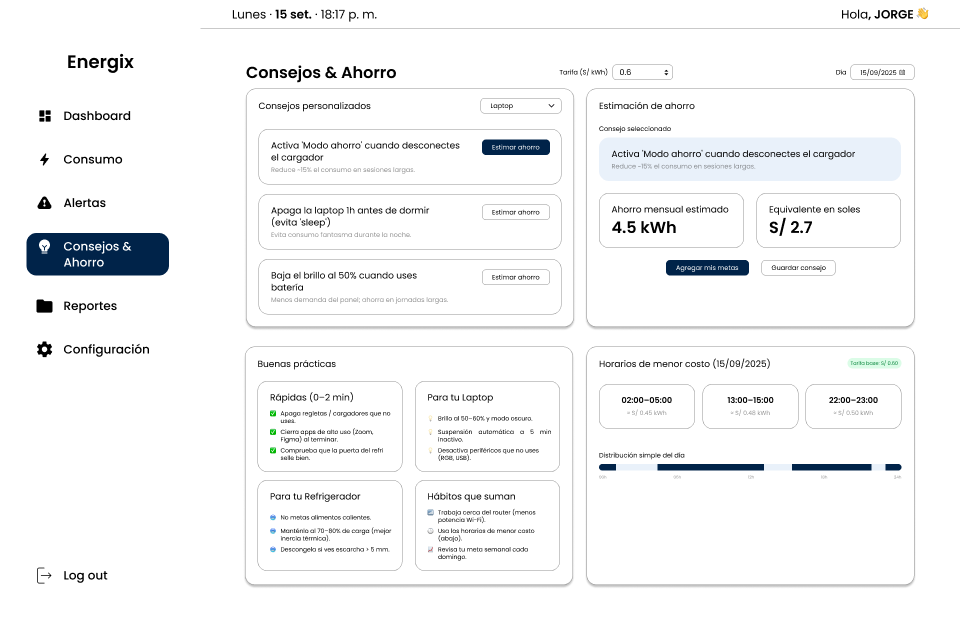 Lunes · 15 set. · 18:17 p. m.
Hola, JORGE 👋
Energix
Dashboard
Consumo
Alertas
Consejos &
Ahorro
Reportes
Configuración
Log out
Consejos & Ahorro
Tarifa (S/ kWh)
0.6
Día
15/09/2025
Consejos personalizados
Laptop
Activa 'Modo ahorro' cuando desconectes
el cargador
Reduce ~15% el consumo en sesiones largas.
Estimar ahorro
Apaga la laptop 1h antes de dormir
(evita 'sleep')
Evita consumo fantasma durante la noche.
Estimar ahorro
Baja el brillo al 50% cuando uses
batería
Menos demanda del panel; ahorra en jornadas largas.
Estimar ahorro
Estimación de ahorro
Consejo seleccionado
Activa 'Modo ahorro' cuando desconectes el cargador
Reduce ~15% el consumo en sesiones largas.
Ahorro mensual estimado
4.5 kWh
Equivalente en soles
S/ 2.7
Agregar mis metas
Guardar consejo
Buenas prácticas
Rápidas (0–2 min)
Apaga regletas / cargadores que no
uses.
Cierra apps de alto uso (Zoom,
Figma) al terminar.
Comprueba que la puerta del refri
selle bien.
Para tu Laptop
Brillo al 50–60% y modo oscuro.
Suspensión automática a 5 min
inactivo.
Desactiva periféricos que no uses
(RGB, USB).
Para tu Refrigerador
No metas alimentos calientes.
Manténlo al 70–80% de carga (mejor
inercia térmica).
Descongela si ves escarcha > 5 mm.
Hábitos que suman
Trabaja cerca del router (menos
potencia Wi-Fi).
Usa los horarios de menor costo
(abajo).
Revisa tu meta semanal cada
domingo.
Horarios de menor costo (15/09/2025)
Tarifa base: S/ 0.60
02:00–05:00
≈ S/ 0.45 kWh
13:00–15:00
≈ S/ 0.48 kWh
22:00–23:00
≈ S/ 0.50 kWh
Distribución simple del día